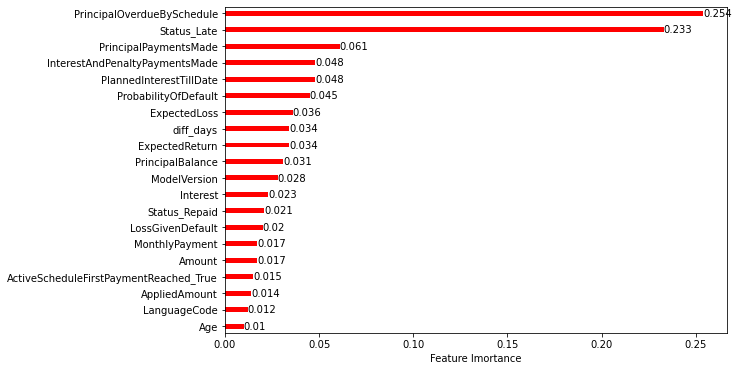 PrincipalOverdueBySchedule 0.254
Status_Late 0.233
PrincipalPaymentsMade 0.061
InterestAndPenaltyPaymentsMade 0.048
PlannedInterestTillDate 0.048
ProbabilityOfDefault 0.045
ExpectedLoss 0.036
diff_days 0.034
ExpectedReturn 0.034
PrincipalBalance 0.031
ModelVersion 0.028
Interest 0.023
Status_Repaid 0.021
LossGivenDefault 0.02
MonthlyPayment 0.017
Amount 0.017
ActiveScheduleFirstPaymentReached_True 0.015
AppliedAmount 0.014
LanguageCode 0.012
Age 0.01
0.00 0.05 0.10 0.15 0.20 0.25
Feature Imortance